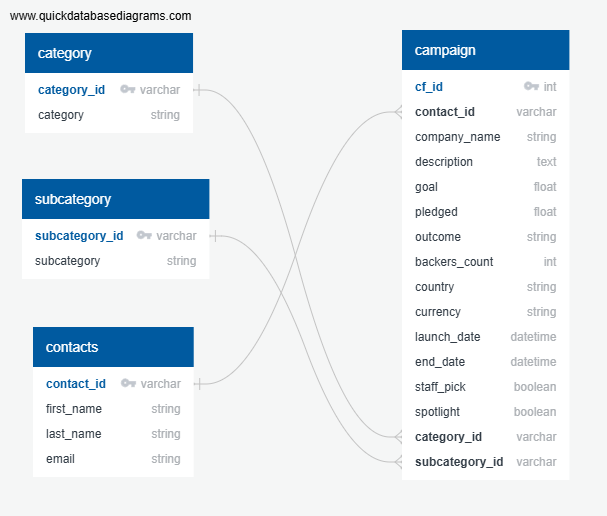 www.quickdatabasediagrams.com
category
category_id varchar
category string
subcategory
subcategory_id varchar
subcategory string
contacts
contact_id varchar
first_name string
last_name string
email string
campaign
cf_id int
contact_id varchar
company_name string
description text
goal float
pledged float
outcome string
backers_count int
country string
currency string
launch_date datetime
end_date datetime
staff_pick boolean
spotlight boolean
category_id varchar
subcategory_id varchar